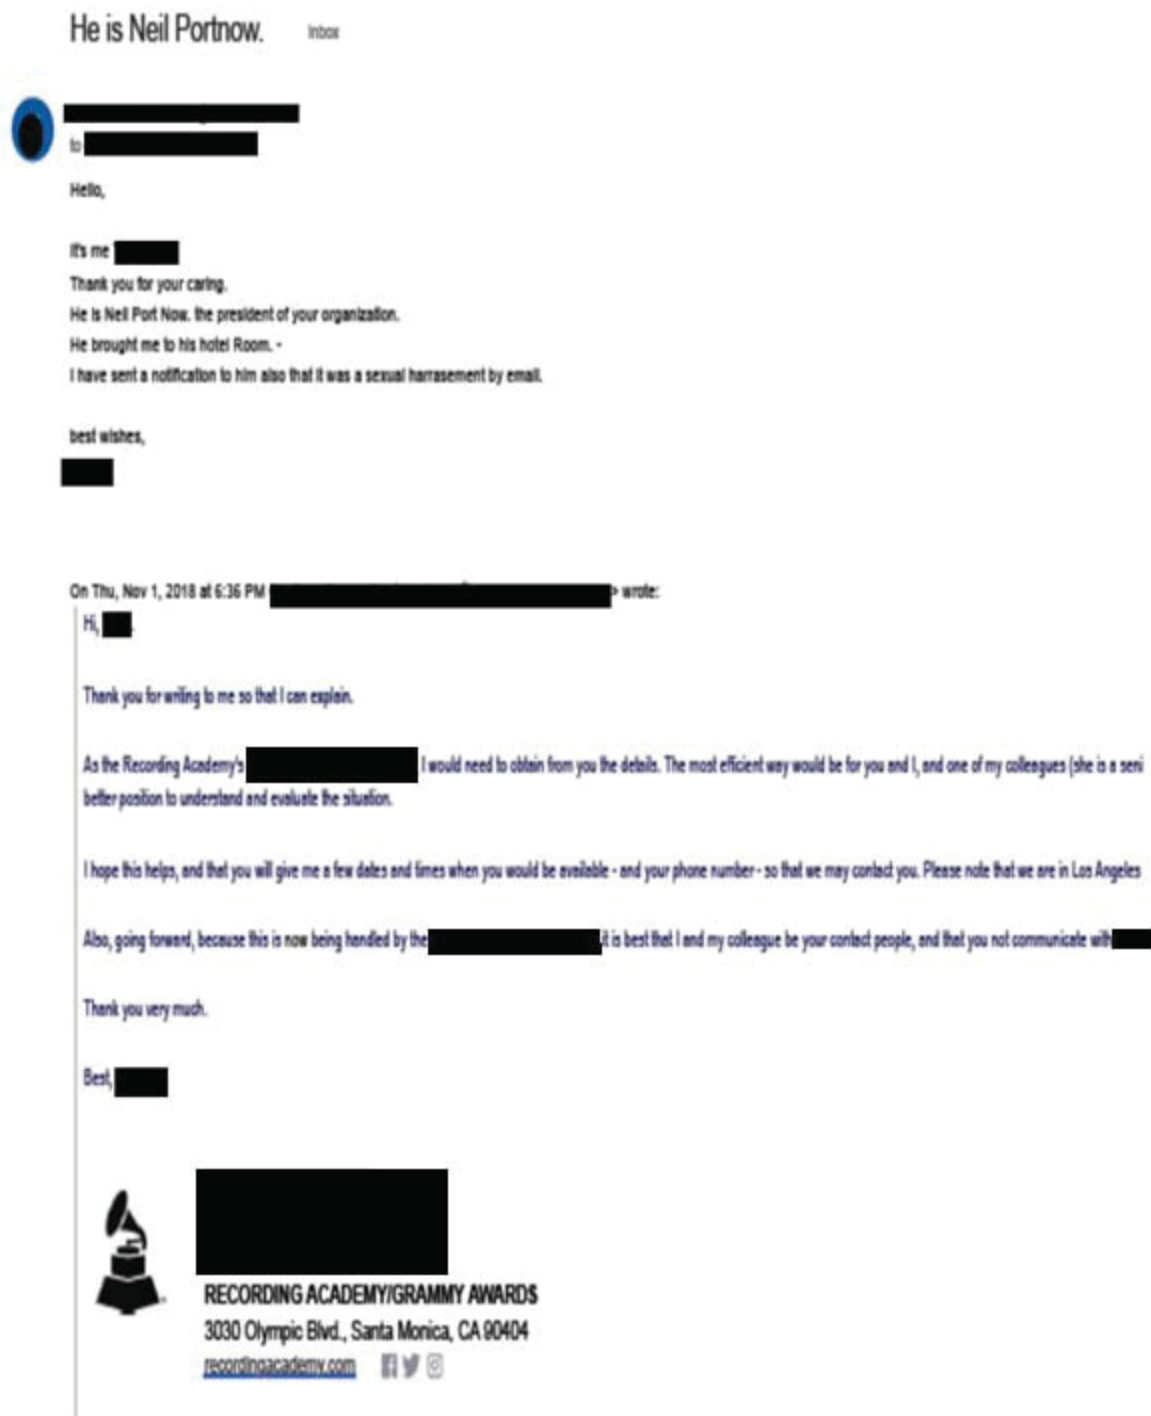 He is Neil Portnow. Inbox
to
Hello,
It's me
Thank you for your caring.
He is Neil Port Now. the president of your organization.
He brought me to his hotel Room. -
I have sent a notification to him also that it was a sexual harrasement by email.
best wishes,
On Thu, Nov 1, 2018 at 6:36 PM > wrote:
Hi,
Thank you for writing to me so that I can explain.
As the Recording Academy's I would need to obtain from you the details. The most efficient way would be for you and I, and one of my colleagues (she is a seni
better position to understand and evaluate the situation.
I hope this helps, and that you will give me a few dates and times when you would be available - and your phone number - so that we may contact you. Please note that we are in Los Angeles
Also, going forward, because this is now being handled by the it is best that I and my colleague be your contact people, and that you not communicate with
Thank you very much.
Best,
RECORDING ACADEMY/GRAMMY AWARDS
3030 Olympic Blvd., Santa Monica, CA 90404
recordingacademy.com